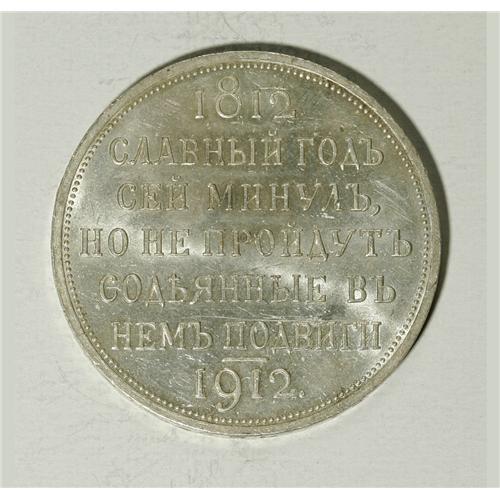 1812
СЛАВНЫЙ ГОДЪ
СЕЙ МИНУЛЪ,
НО НЕ ПРОЙДУТЪ
СОДѢЯННЫЕ ВЪ
НЕМЪ ПОДВИГИ
1912.